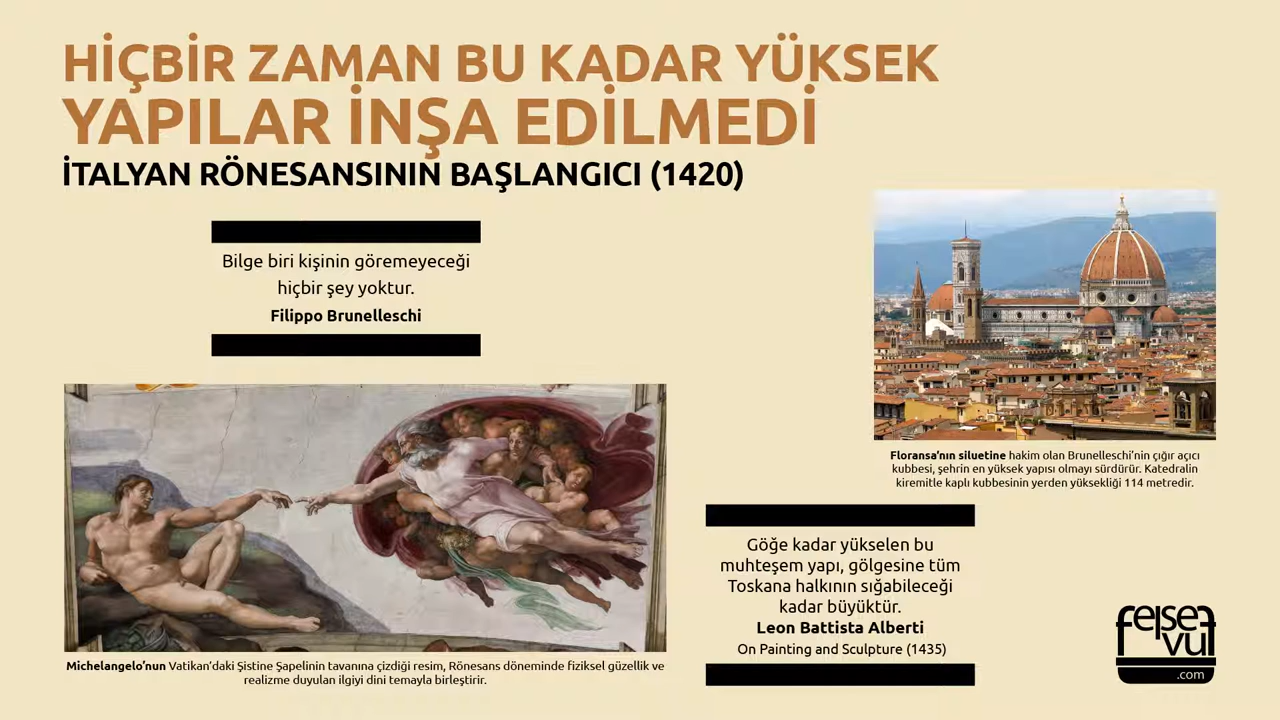 HİÇBİR ZAMAN BU KADAR YÜKSEK
YAPILAR İNŞA EDİLMEDİ
İTALYAN RÖNESANSININ BAŞLANGICI (1420)
Bilge biri kişinin göremeyeceği
hiçbir şey yoktur.
Filippo Brunelleschi
Floransa'nın siluetine hakim olan Brunelleschi'nin çığır açıcı
kubbesi, şehrin en yüksek yapısı olmayı sürdürür. Katedralin
kiremitle kaplı kubbesinin yerden yüksekliği 114 metredir.
Göğe kadar yükselen bu
muhteşem yapı, gölgesine tüm
Toskana halkının sığabileceği
kadar büyüktür.
Leon Battista Alberti
On Painting and Sculpture (1435)
Michelangelo'nun Vatikan'daki Şistine Şapelinin tavanına çizdiği resim, Rönesans döneminde fiziksel güzellik ve
realizme duyulan ilgiyi dini temayla birleştirir.
felsef
vul
.com